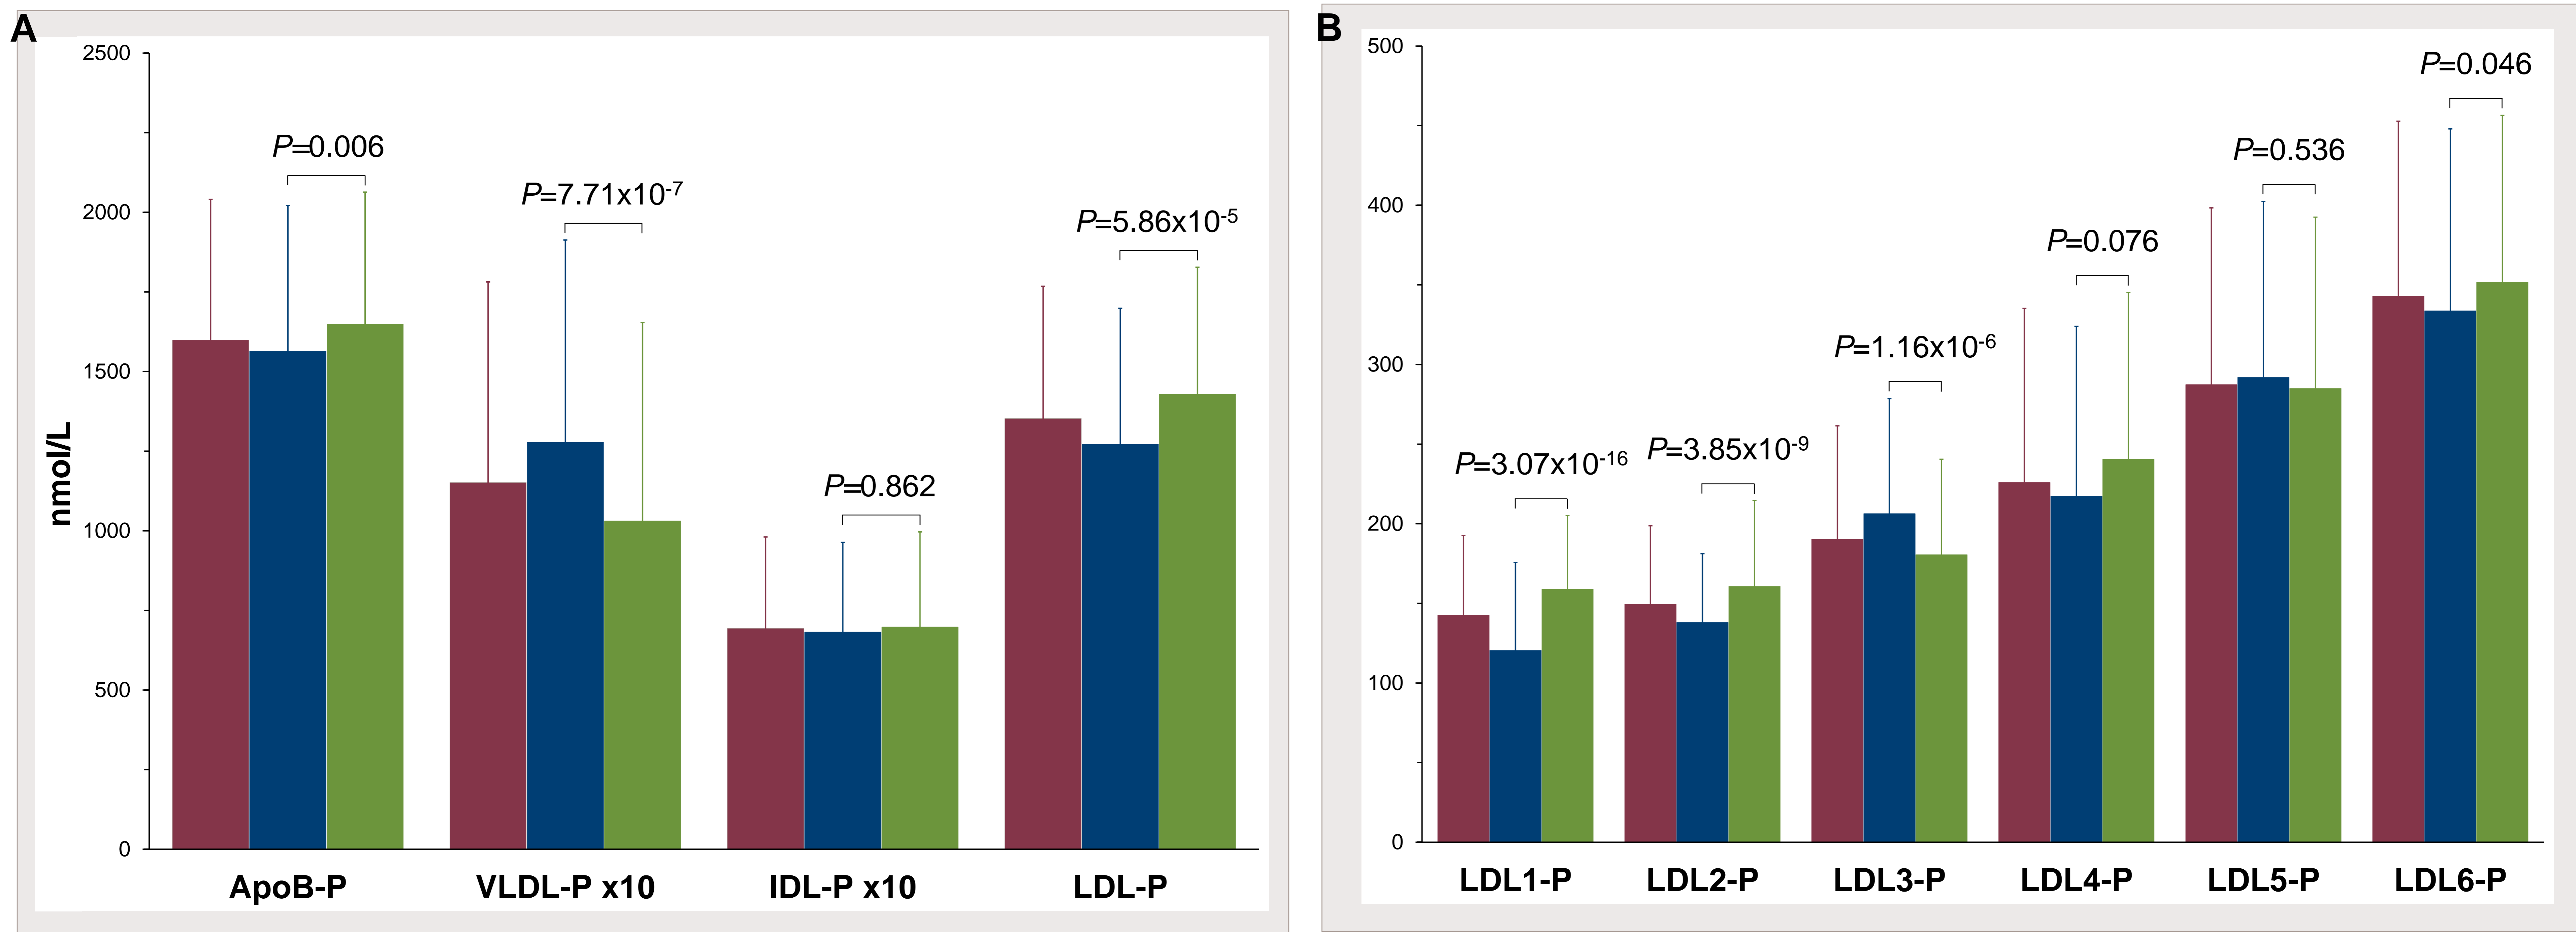 A
nmol/L
2500
2000
1500
1000
500
0
P=0.006
P=7.71x10⁻⁷
P=0.862
P=5.86x10⁻⁵
ApoB-P
VLDL-P x10
IDL-P x10
LDL-P
B
500
400
300
200
100
0
P=3.07x10⁻¹⁶
P=3.85x10⁻⁹
P=1.16x10⁻⁶
P=0.076
P=0.536
P=0.046
LDL1-P
LDL2-P
LDL3-P
LDL4-P
LDL5-P
LDL6-P